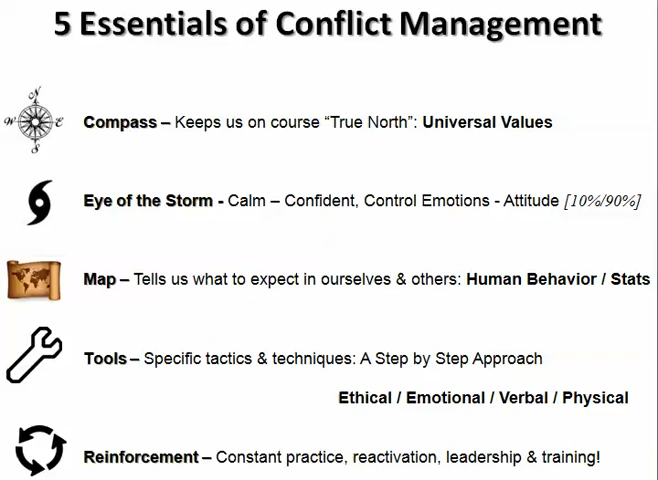 5 Essentials of Conflict Management
N
W
E
S
Compass – Keeps us on course “True North”: Universal Values
Eye of the Storm - Calm – Confident, Control Emotions - Attitude [10%/90%]
Map – Tells us what to expect in ourselves & others: Human Behavior / Stats
Tools – Specific tactics & techniques: A Step by Step Approach
Ethical / Emotional / Verbal / Physical
Reinforcement – Constant practice, reactivation, leadership & training!